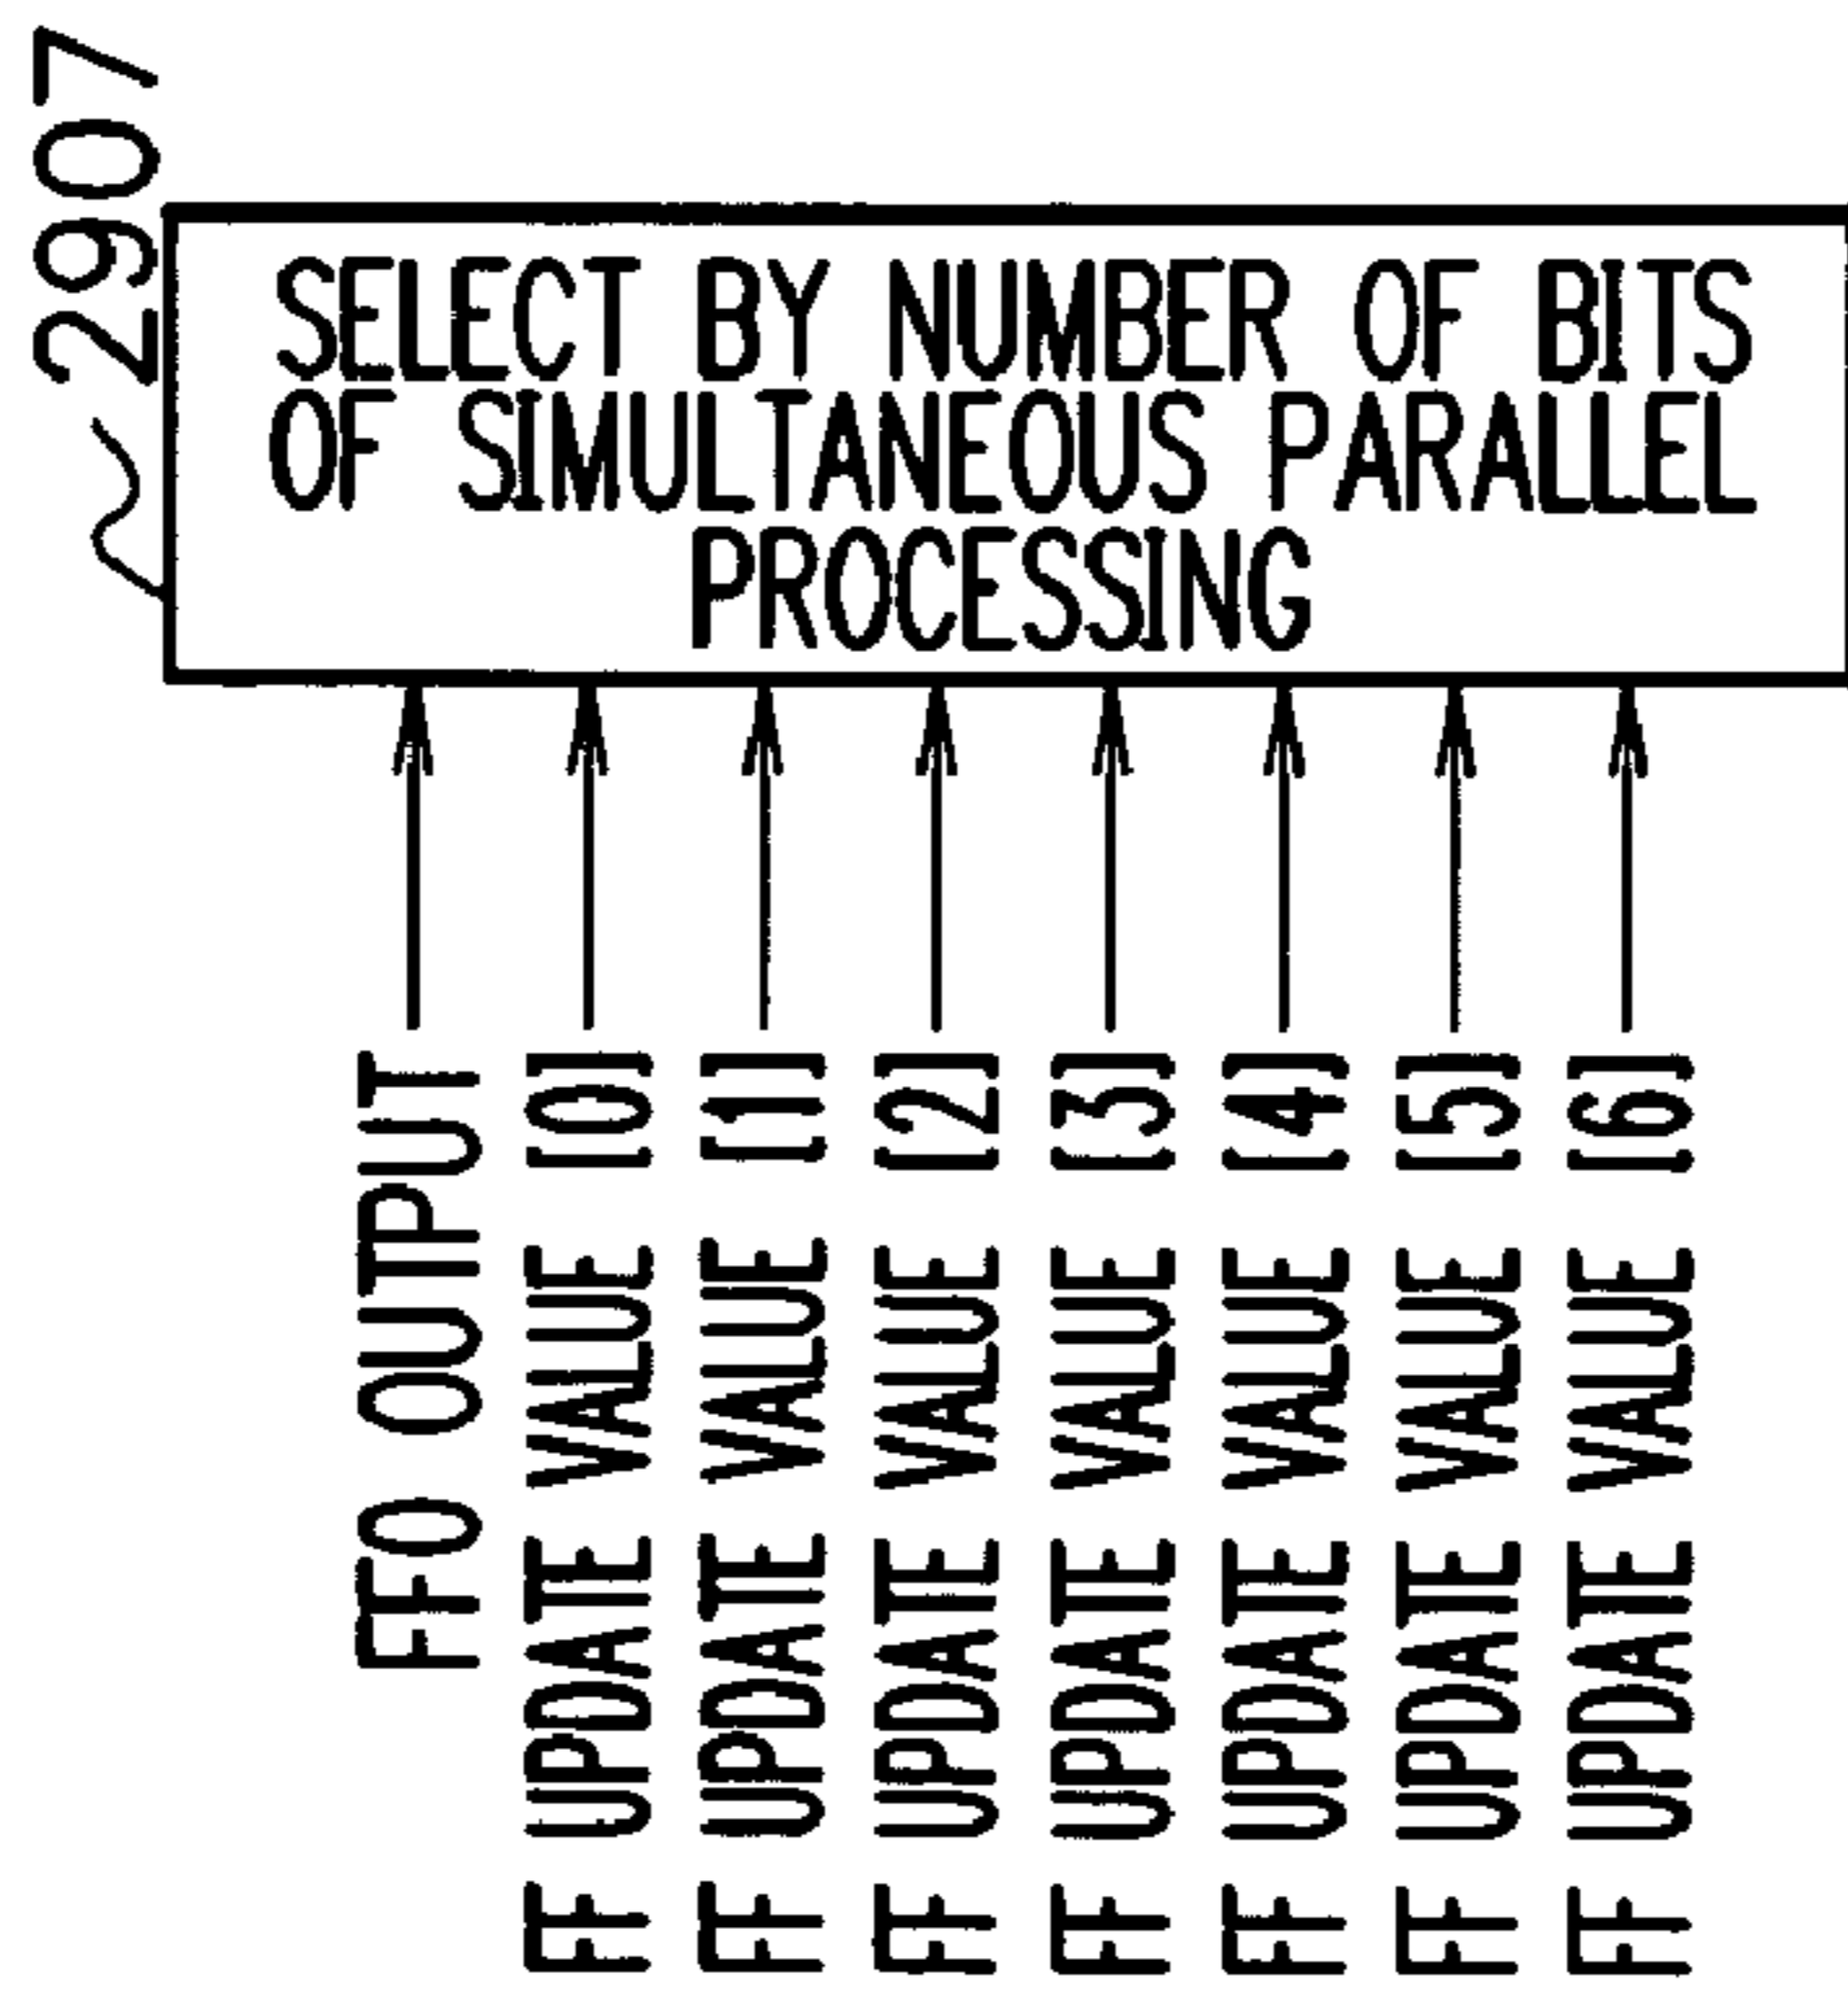 2907
SELECT BY NUMBER OF BITS
OF SIMULTANEOUS PARALLEL
PROCESSING
FF0 OUTPUT
FF UPDATE VALUE [0]
FF UPDATE VALUE [1]
FF UPDATE VALUE [2]
FF UPDATE VALUE [3]
FF UPDATE VALUE [4]
FF UPDATE VALUE [5]
FF UPDATE VALUE [6]